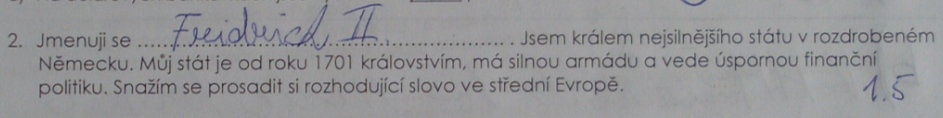 Freidrich II
2. Jmenuji se ................................................ . Jsem králem nejsilnějšího státu v rozdrobeném
Německu. Můj stát je od roku 1701 královstvím, má silnou armádu a vede úspornou finanční
politiku. Snažím se prosadit si rozhodující slovo ve střední Evropě.
1.5